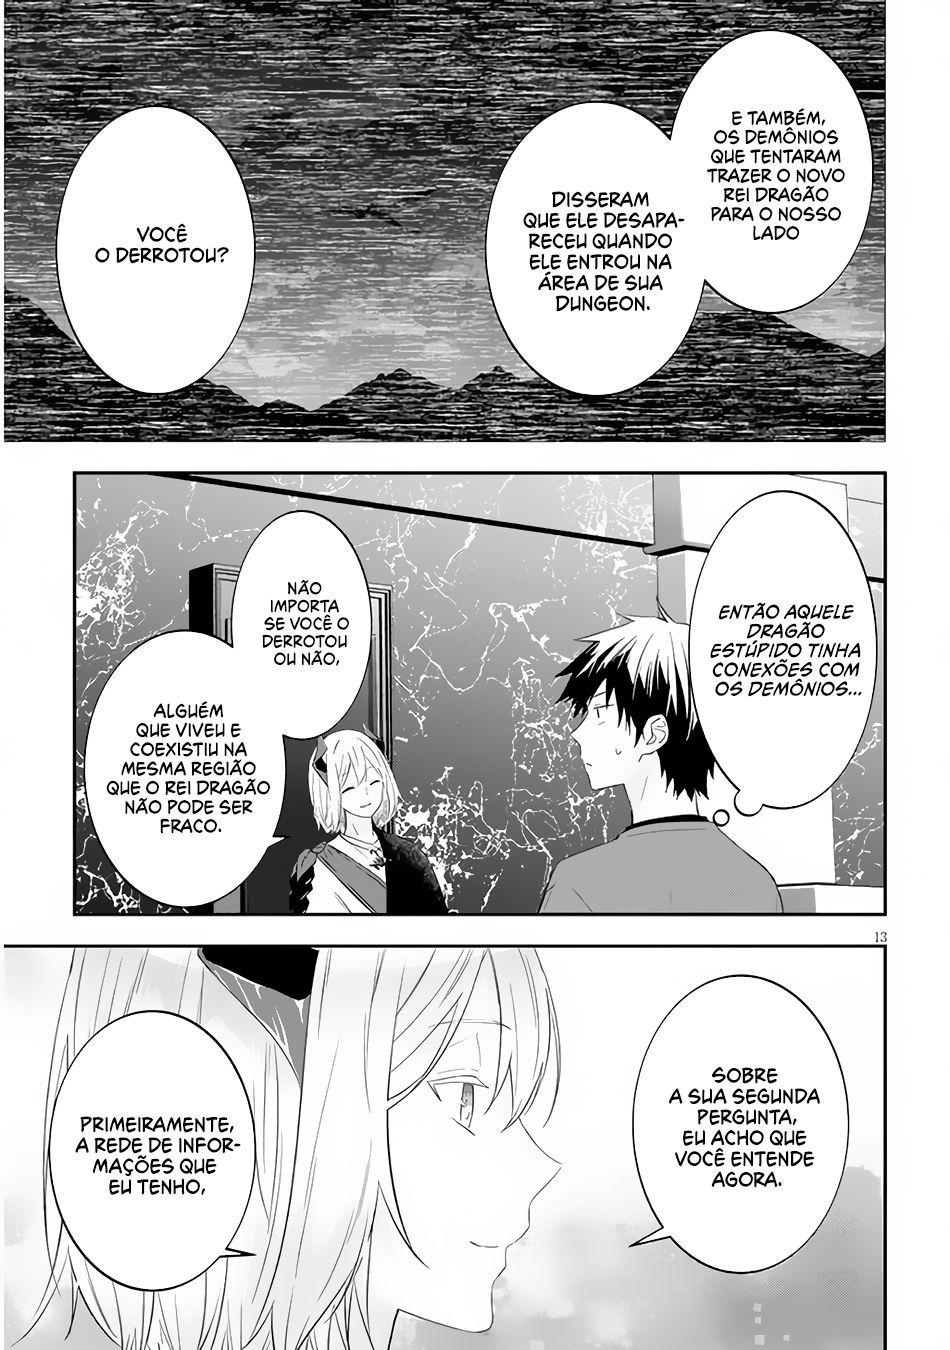 E TAMBÉM,
OS DEMÔNIOS
QUE TENTARAM
TRAZER O NOVO
REI DRAGÃO
PARA O NOSSO
LADO
DISSERAM
QUE ELE DESAPA-
RECEU QUANDO
ELE ENTROU NA
ÁREA DE SUA
DUNGEON.
VOCÊ
O DERROTOU?
ENTÃO AQUELE
DRAGÃO
ESTÚPIDO TINHA
CONEXÕES COM
OS DEMÔNIOS...
NÃO
IMPORTA
SE VOCÊ O
DERROTOU
OU NÃO,
ALGUÉM
QUE VIVEU E
COEXISTIU NA
MESMA REGIÃO
QUE O REI DRAGÃO
NÃO PODE SER
FRACO.
13
SOBRE
A SUA SEGUNDA
PERGUNTA,
EU ACHO QUE
VOCÊ ENTENDE
AGORA.
PRIMEIRAMENTE,
A REDE DE INFOR-
MAÇÕES QUE
EU TENHO,